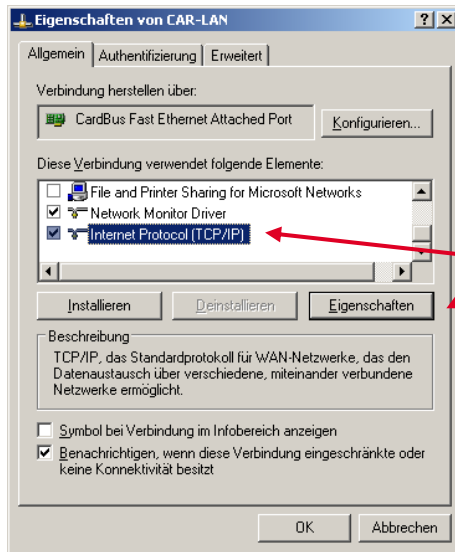 Eigenschaften von CAR-LAN
Allgemein Authentifizierung Erweitert
Verbindung herstellen über:
CardBus Fast Ethernet Attached Port Konfigurieren...
Diese Verbindung verwendet folgende Elemente:
File and Printer Sharing for Microsoft Networks
Network Monitor Driver
Internet Protocol (TCP/IP)
Installieren Deinstallieren Eigenschaften
Beschreibung
TCP/IP, das Standardprotokoll für WAN-Netzwerke, das den
Datenaustausch über verschiedene, miteinander verbundene
Netzwerke ermöglicht.
Symbol bei Verbindung im Infobereich anzeigen
Benachrichtigen, wenn diese Verbindung eingeschränkte oder
keine Konnektivität besitzt
OK Abbrechen